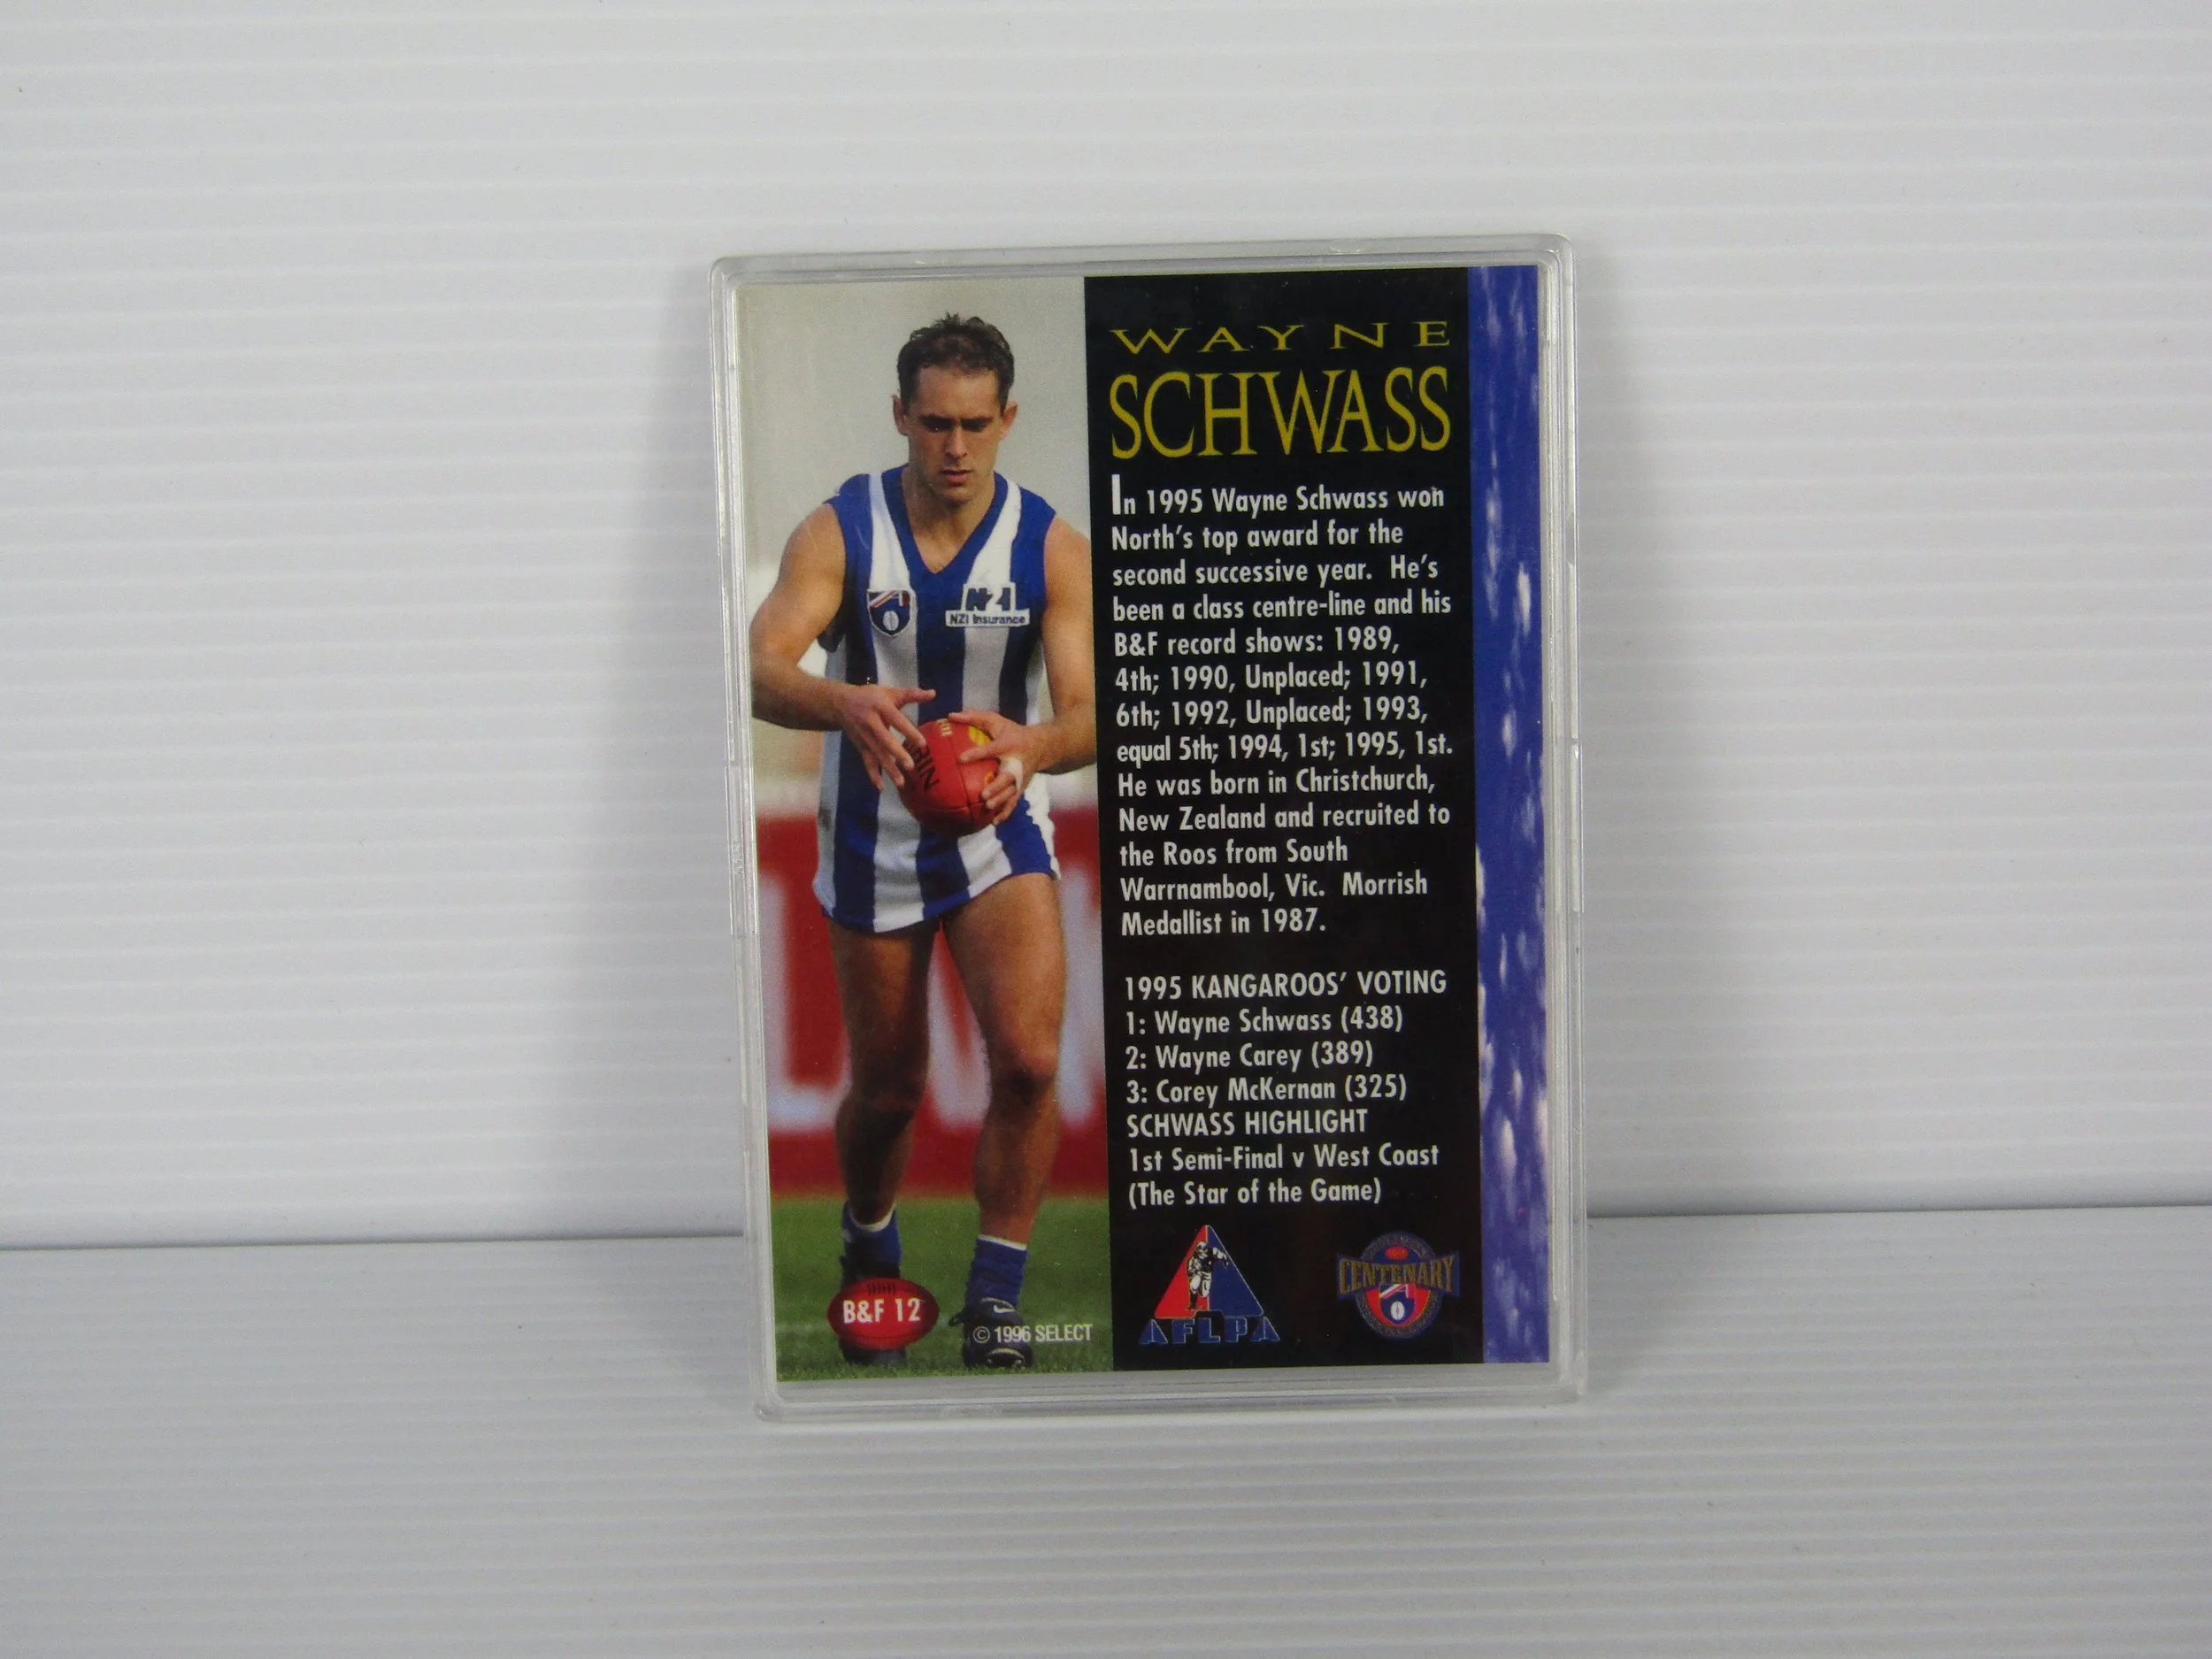 WAYNE
SCHWASS
In 1995 Wayne Schwass won
North's top award for the
second successive year. He's
been a class centre-line and his
B&F record shows: 1989,
4th; 1990, Unplaced; 1991,
6th; 1992, Unplaced; 1993,
equal 5th; 1994, 1st; 1995, 1st.
He was born in Christchurch,
New Zealand and recruited to
the Roos from South
Warrnambool, Vic. Morrish
Medallist in 1987.
1995 KANGAROOS' VOTING
1: Wayne Schwass (438)
2: Wayne Carey (389)
3: Corey McKernan (325)
SCHWASS HIGHLIGHT
1st Semi-Final v West Coast
(The Star of the Game)
NZI
NZI Insurance
B&F 12
© 1996 SELECT
AFLPA
CENTENARY